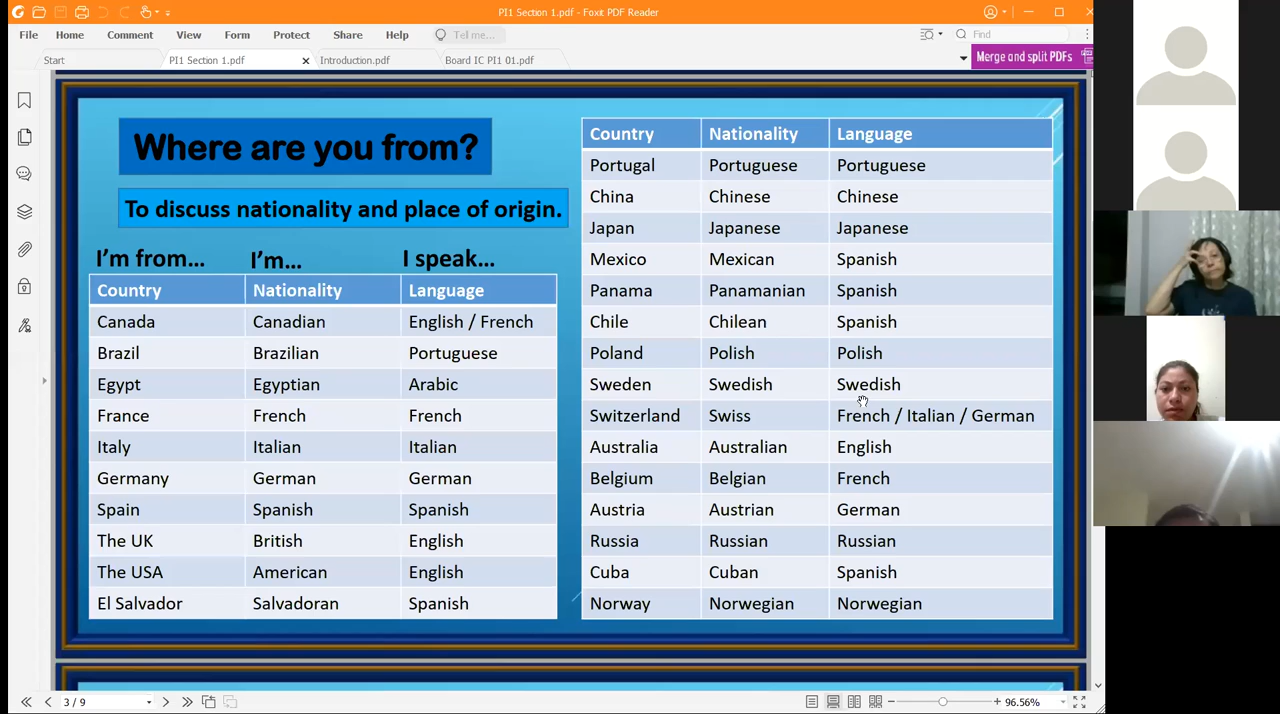 PI1 Section 1.pdf - Foxit PDF Reader
File Home Comment View Form Protect Share Help Tell me... Find
Start PI1 Section 1.pdf Introduction.pdf Board IC PI1 01.pdf Merge and split PDFs
Where are you from?
To discuss nationality and place of origin.
I'm from... I'm... I speak...
Country Nationality Language
Canada Canadian English / French
Brazil Brazilian Portuguese
Egypt Egyptian Arabic
France French French
Italy Italian Italian
Germany German German
Spain Spanish Spanish
The UK British English
The USA American English
El Salvador Salvadoran Spanish
Country Nationality Language
Portugal Portuguese Portuguese
China Chinese Chinese
Japan Japanese Japanese
Mexico Mexican Spanish
Panama Panamanian Spanish
Chile Chilean Spanish
Poland Polish Polish
Sweden Swedish Swedish
Switzerland Swiss French / Italian / German
Australia Australian English
Belgium Belgian French
Austria Austrian German
Russia Russian Russian
Cuba Cuban Spanish
Norway Norwegian Norwegian
3 / 9 96.56%